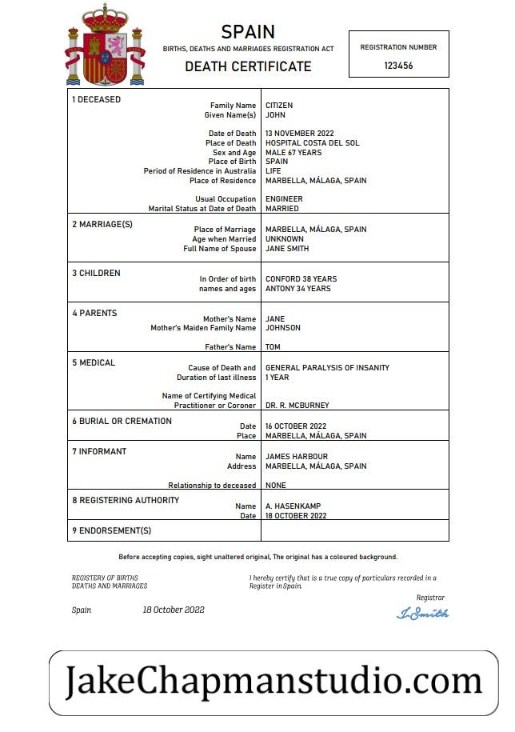 SPAIN
BIRTHS, DEATHS AND MARRIAGES REGISTRATION ACT
DEATH CERTIFICATE
REGISTRATION NUMBER
123456
1 DECEASED
Family Name CITIZEN
Given Name(s) JOHN
Date of Death 13 NOVEMBER 2022
Place of Death HOSPITAL COSTA DEL SOL
Sex and Age MALE 67 YEARS
Place of Birth SPAIN
Period of Residence in Australia LIFE
Place of Residence MARBELLA, MÁLAGA, SPAIN
Usual Occupation ENGINEER
Marital Status at Date of Death MARRIED
2 MARRIAGE(S)
Place of Marriage MARBELLA, MÁLAGA, SPAIN
Age when Married UNKNOWN
Full Name of Spouse JANE SMITH
3 CHILDREN
In Order of birth CONFORD 38 YEARS
names and ages ANTONY 34 YEARS
4 PARENTS
Mother's Name JANE
Mother's Maiden Family Name JOHNSON
Father's Name TOM
5 MEDICAL
Cause of Death and GENERAL PARALYSIS OF INSANITY
Duration of last illness 1 YEAR
Name of Certifying Medical
Practitioner or Coroner DR. R. MCBURNEY
6 BURIAL OR CREMATION
Date 16 OCTOBER 2022
Place MARBELLA, MÁLAGA, SPAIN
7 INFORMANT
Name JAMES HARBOUR
Address MARBELLA, MÁLAGA, SPAIN
Relationship to deceased NONE
8 REGISTERING AUTHORITY
Name A. HASENKAMP
Date 18 OCTOBER 2022
9 ENDORSEMENT(S)
Before accepting copies, sight unaltered original, The original has a coloured background.
REGISTERY OF BIRTHS
DEATHS AND MARRIAGES
I hereby certify that is a true copy of particulars recorded in a
Register in Spain.
Registrar
Spain 18 October 2022
J. Smith
JakeChapmanstudio.com